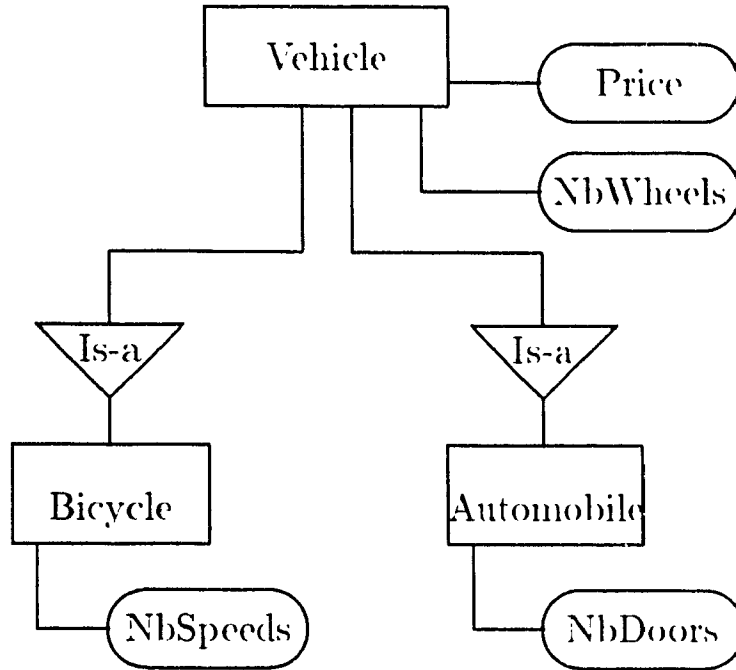 Vehicle
Price
NbWheels
Is-a
Is-a
Bicycle
Automobile
NbSpeeds
NbDoors